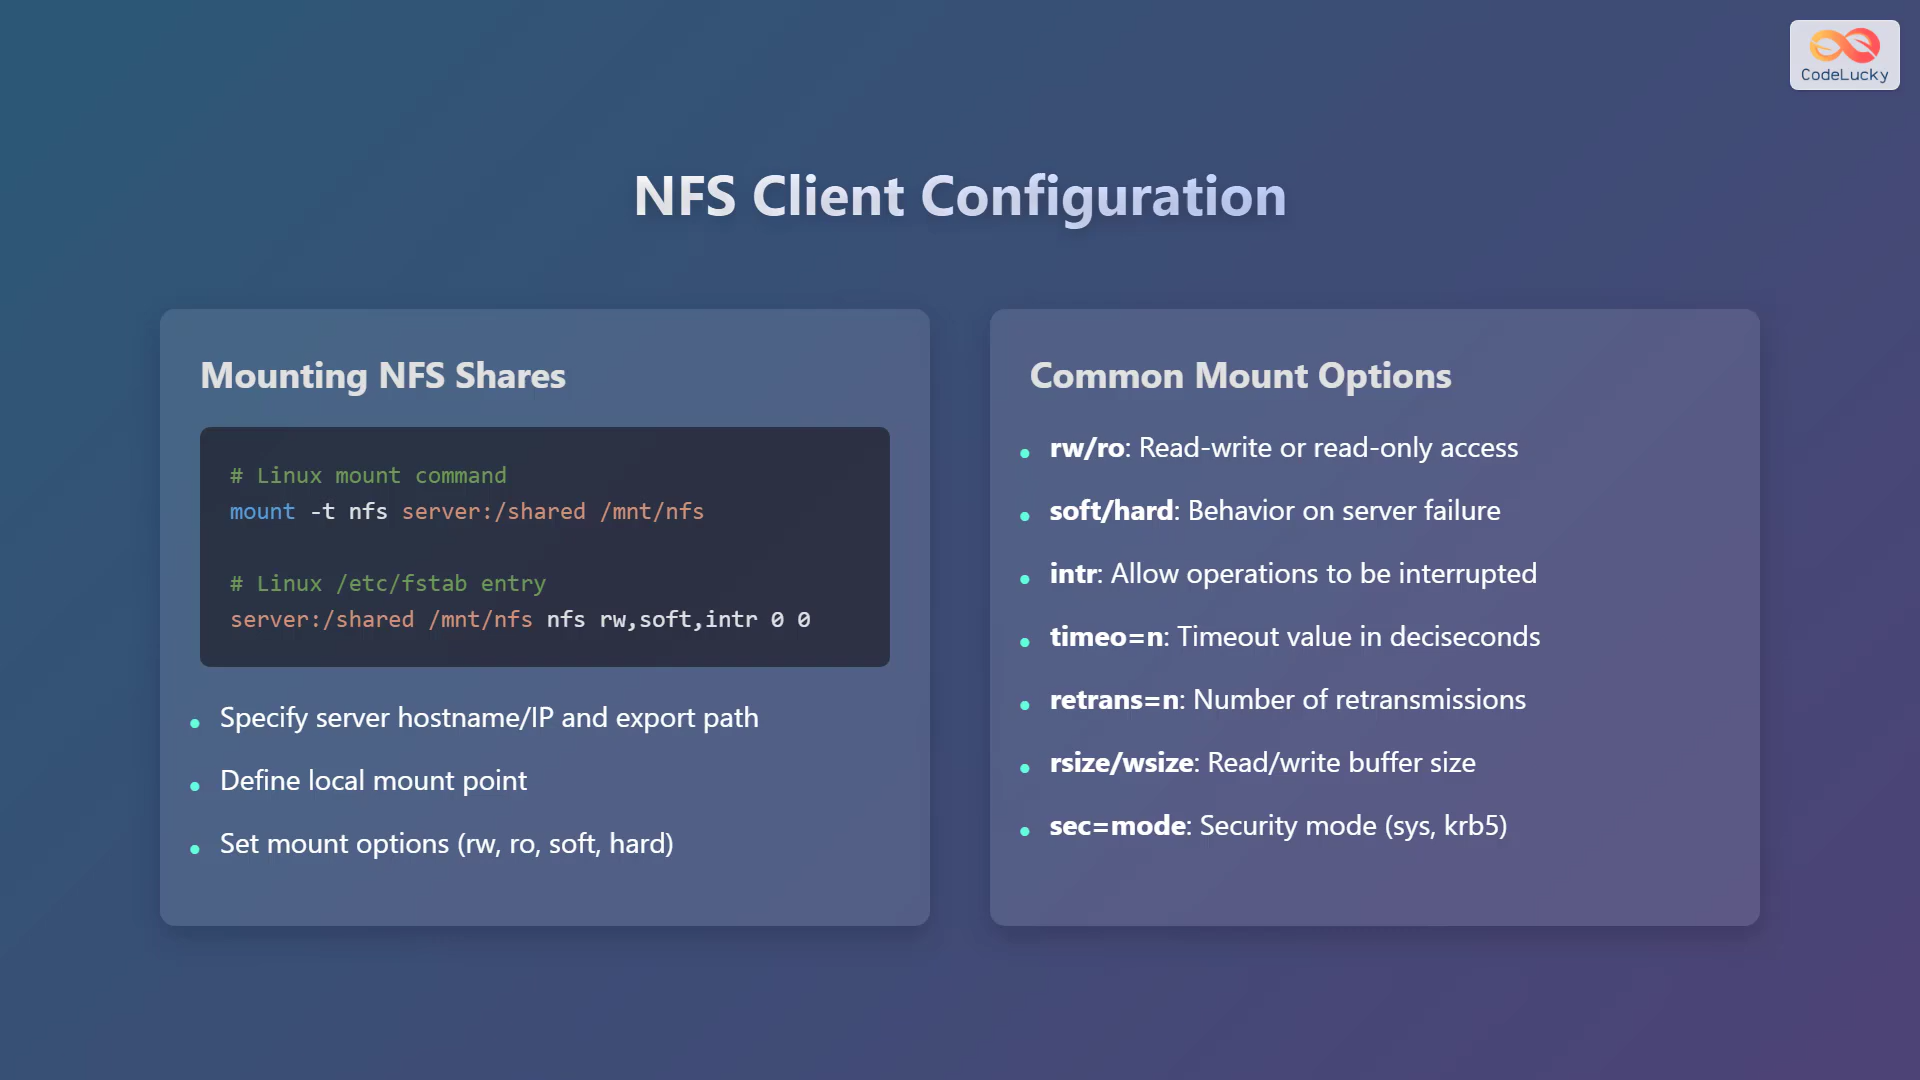 CodeLucky
NFS Client Configuration
Mounting NFS Shares
# Linux mount command
mount -t nfs server:/shared /mnt/nfs
# Linux /etc/fstab entry
server:/shared /mnt/nfs nfs rw,soft,intr 0 0
Specify server hostname/IP and export path
Define local mount point
Set mount options (rw, ro, soft, hard)
Common Mount Options
rw/ro: Read-write or read-only access
soft/hard: Behavior on server failure
intr: Allow operations to be interrupted
timeo=n: Timeout value in deciseconds
retrans=n: Number of retransmissions
rsize/wsize: Read/write buffer size
sec=mode: Security mode (sys, krb5)